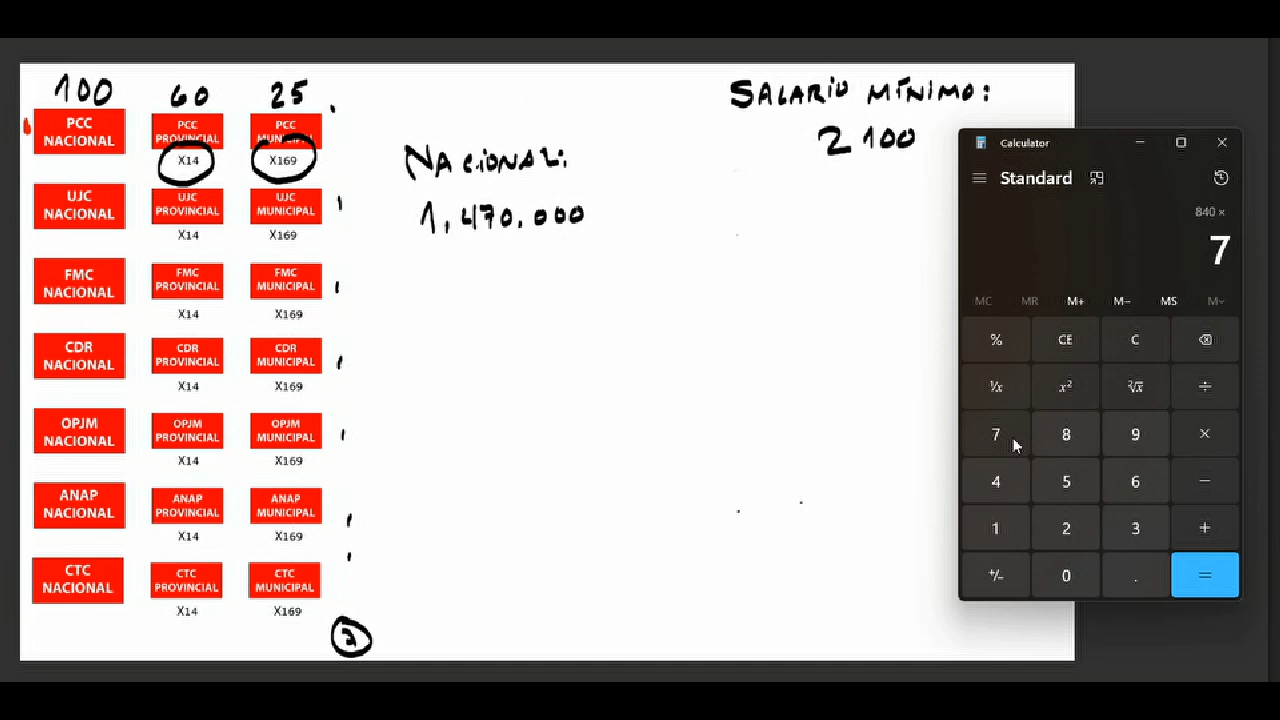 100 60 25
PCC
NACIONAL
PCC
PROVINCIAL
X14
PCC
MUNICIPAL
X169
UJC
NACIONAL
UJC
PROVINCIAL
X14
UJC
MUNICIPAL
X169
FMC
NACIONAL
FMC
PROVINCIAL
X14
FMC
MUNICIPAL
X169
CDR
NACIONAL
CDR
PROVINCIAL
X14
CDR
MUNICIPAL
X169
OPJM
NACIONAL
OPJM
PROVINCIAL
X14
OPJM
MUNICIPAL
X169
ANAP
NACIONAL
ANAP
PROVINCIAL
X14
ANAP
MUNICIPAL
X169
CTC
NACIONAL
CTC
PROVINCIAL
X14
CTC
MUNICIPAL
X169
7
NACIONAL:
1,470.000
SALARIO MÍNIMO:
2100
Calculator
Standard
840 ×
7
MC MR M+ M− MS M˅
% CE C
¹/x x² ²√x ÷
7 8 9 ×
4 5 6 −
1 2 3 +
+/− 0 . =